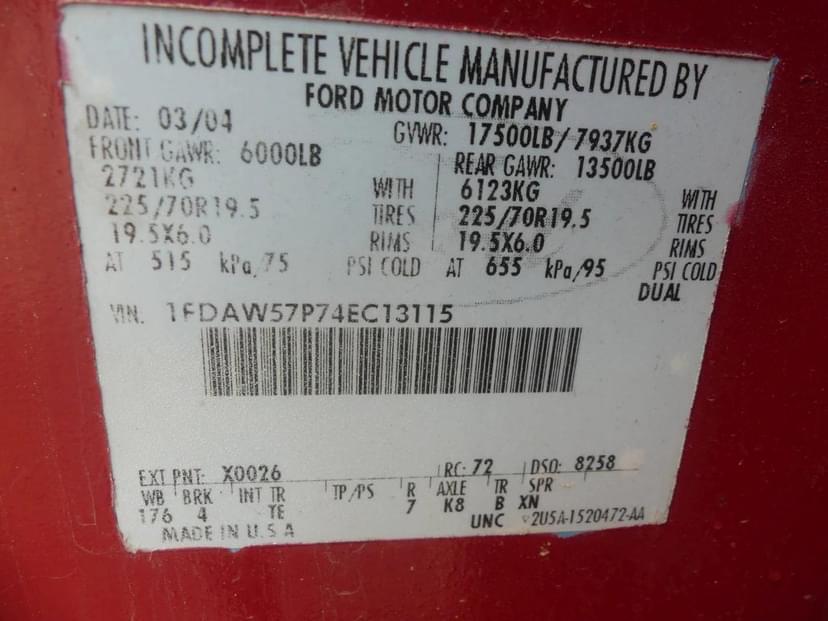 INCOMPLETE VEHICLE MANUFACTURED BY
FORD MOTOR COMPANY
DATE: 03/04 GVWR: 17500LB/7937KG
FRONT GAWR: 6000LB REAR GAWR: 13500LB
2721KG WITH 6123KG WITH
225/70R19.5 TIRES 225/70R19.5 TIRES
19.5X6.0 RIMS 19.5X6.0 RIMS
AT 515 kPa/75 PSI COLD AT 655 kPa/95 PSI COLD
DUAL
VIN: 1FDAW57P74EC13115
EXT PNT: X0026 RC: 72 DSO: 8258
WB BRK INT TR TP/PS R AXLE TR SPR
176 4 TE 7 K8 B XN
MADE IN U.S.A UNC 2U5A-1520472-AA